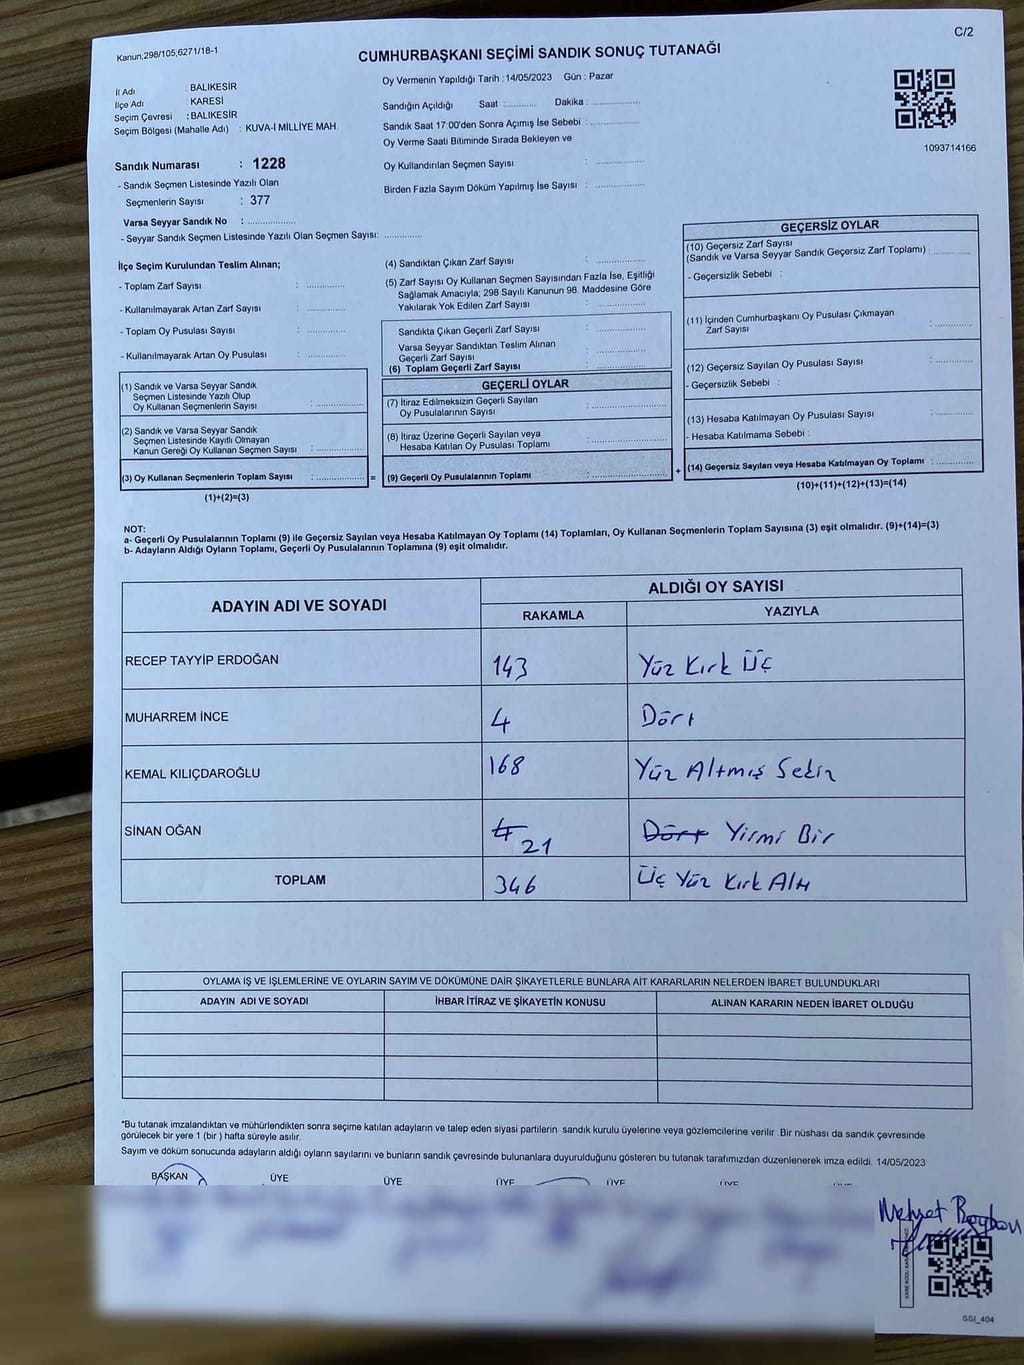 C/2
Kanun,298/105,6271/18-1
CUMHURBAŞKANI SEÇİMİ SANDIK SONUÇ TUTANAĞI
İl Adı : BALIKESİR
İlçe Adı : KARESİ
Seçim Çevresi : BALIKESİR
Seçim Bölgesi (Mahalle Adı) : KUVA-İ MİLLİYE MAH.
Sandık Numarası : 1228
- Sandık Seçmen Listesinde Yazılı Olan
Seçmenlerin Sayısı : 377
Varsa Seyyar Sandık No : ..................
- Seyyar Sandık Seçmen Listesinde Yazılı Olan Seçmen Sayısı: ..............
Oy Vermenin Yapıldığı Tarih : 14/05/2023 Gün : Pazar
Sandığın Açıldığı Saat :............ Dakika : ..................
Sandık Saat 17:00'den Sonra Açımış İse Sebebi : ..................
Oy Verme Saati Bitiminde Sırada Bekleyen ve
Oy Kullandırılan Seçmen Sayısı : ..................
Birden Fazla Sayım Döküm Yapılmış İse Sayısı : ..................
1093714166
İlçe Seçim Kurulundan Teslim Alınan;
- Toplam Zarf Sayısı : ..............
- Kullanılmayarak Artan Zarf Sayısı : ..............
- Toplam Oy Pusulası Sayısı : ..............
- Kullanılmayarak Artan Oy Pusulası : ..............
(1) Sandık ve Varsa Seyyar Sandık
Seçmen Listesinde Yazılı Olup
Oy Kullanan Seçmenlerin Sayısı : ..................
(2) Sandık ve Varsa Seyyar Sandık
Seçmen Listesinde Kayıtlı Olmayan
Kanun Gereği Oy Kullanan Seçmen Sayısı : ..................
(3) Oy Kullanan Seçmenlerin Toplam Sayısı : .................. =
(1)+(2)=(3)
(4) Sandıktan Çıkan Zarf Sayısı : ..................
(5) Zarf Sayısı Oy Kullanan Seçmen Sayısından Fazla İse, Eşitliği
Sağlamak Amacıyla; 298 Sayılı Kanunun 98. Maddesine Göre
Yakılarak Yok Edilen Zarf Sayısı : ..................
Sandıkta Çıkan Geçerli Zarf Sayısı : ..................
Varsa Seyyar Sandıktan Teslim Alınan
Geçerli Zarf Sayısı : ..................
(6) Toplam Geçerli Zarf Sayısı : ..................
GEÇERLİ OYLAR
(7) İtiraz Edilmeksizin Geçerli Sayılan
Oy Pusulalarının Sayısı : ..................
(8) İtiraz Üzerine Geçerli Sayılan veya
Hesaba Katılan Oy Pusulası Toplamı : ..................
(9) Geçerli Oy Pusulalarının Toplamı : .................. +
GEÇERSİZ OYLAR
(10) Geçersiz Zarf Sayısı
(Sandık ve Varsa Seyyar Sandık Geçersiz Zarf Toplamı) : ..............
- Geçersizlik Sebebi :
(11) İçinden Cumhurbaşkanı Oy Pusulası Çıkmayan
Zarf Sayısı : ..............
(12) Geçersiz Sayılan Oy Pusulası Sayısı : ..............
- Geçersizlik Sebebi :
(13) Hesaba Katılmayan Oy Pusulası Sayısı : ..............
- Hesaba Katılmama Sebebi :
(14) Geçersiz Sayılan veya Hesaba Katılmayan Oy Toplamı : ..............
(10)+(11)+(12)+(13)=(14)
NOT:
a- Geçerli Oy Pusulalarının Toplamı (9) ile Geçersiz Sayılan veya Hesaba Katılmayan Oy Toplamı (14) Toplamları, Oy Kullanan Seçmenlerin Toplam Sayısına (3) eşit olmalıdır. (9)+(14)=(3)
b- Adayların Aldığı Oyların Toplamı, Geçerli Oy Pusulalarının Toplamına (9) eşit olmalıdır.
ADAYIN ADI VE SOYADI ALDIĞI OY SAYISI
RAKAMLA YAZIYLA
RECEP TAYYİP ERDOĞAN 143 Yüz Kırk Üç
MUHARREM İNCE 4 Dört
KEMAL KILIÇDAROĞLU 168 Yüz Altmış Sekiz
SİNAN OĞAN 4 21 Dört Yirmi Bir
TOPLAM 346 Üç Yüz Kırk Altı
OYLAMA İŞ VE İŞLEMLERİNE VE OYLARIN SAYIM VE DÖKÜMÜNE DAİR ŞİKAYETLERLE BUNLARA AİT KARARLARIN NELERDEN İBARET BULUNDUKLARI
ADAYIN ADI VE SOYADI İHBAR İTİRAZ VE ŞİKAYETİN KONUSU ALINAN KARARIN NEDEN İBARET OLDUĞU
*Bu tutanak imzalandıktan ve mühürlendikten sonra seçime katılan adayların ve talep eden siyasi partilerin sandık kurulu üyelerine veya gözlemcilerine verilir .Bir nüshası da sandık çevresinde
görülecek bir yere 1 (bir ) hafta süreyle asılır.
Sayım ve döküm sonucunda adayların aldığı oyların sayılarını ve bunların sandık çevresinde bulunanlara duyurulduğunu gösteren bu tutanak tarafımızdan düzenlenerek imza edildi. 14/05/2023
BAŞKAN ÜYE ÜYE ÜYE ÜYE ÜYE
Mehmet
SSI_404